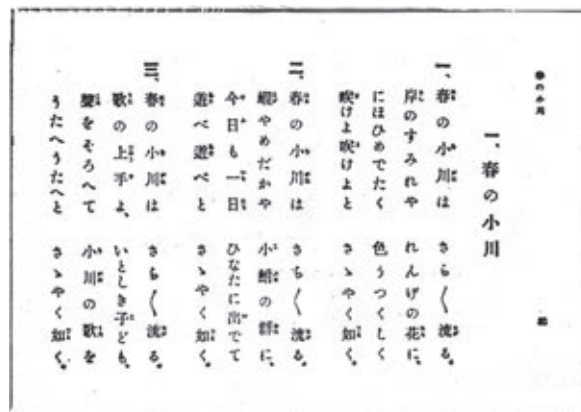 春の小川
一、春の小川
一、春の小川は さら〱流る。
岸のすみれや れんげの花に、
にほひめでたく 色うつくしく
咲けよ咲けよと さゝやく如く。
二、春の小川は さら〱流る。
蝦やめだかや 小鮒の群に、
今日も一日 ひなたに出でて
遊べ遊べと さゝやく如く。
三、春の小川は さら〱流る。
歌の上手よ、 いとしき子ども、
聲をそろへて 小川の歌を
うたへうたへと さゝやく如く。